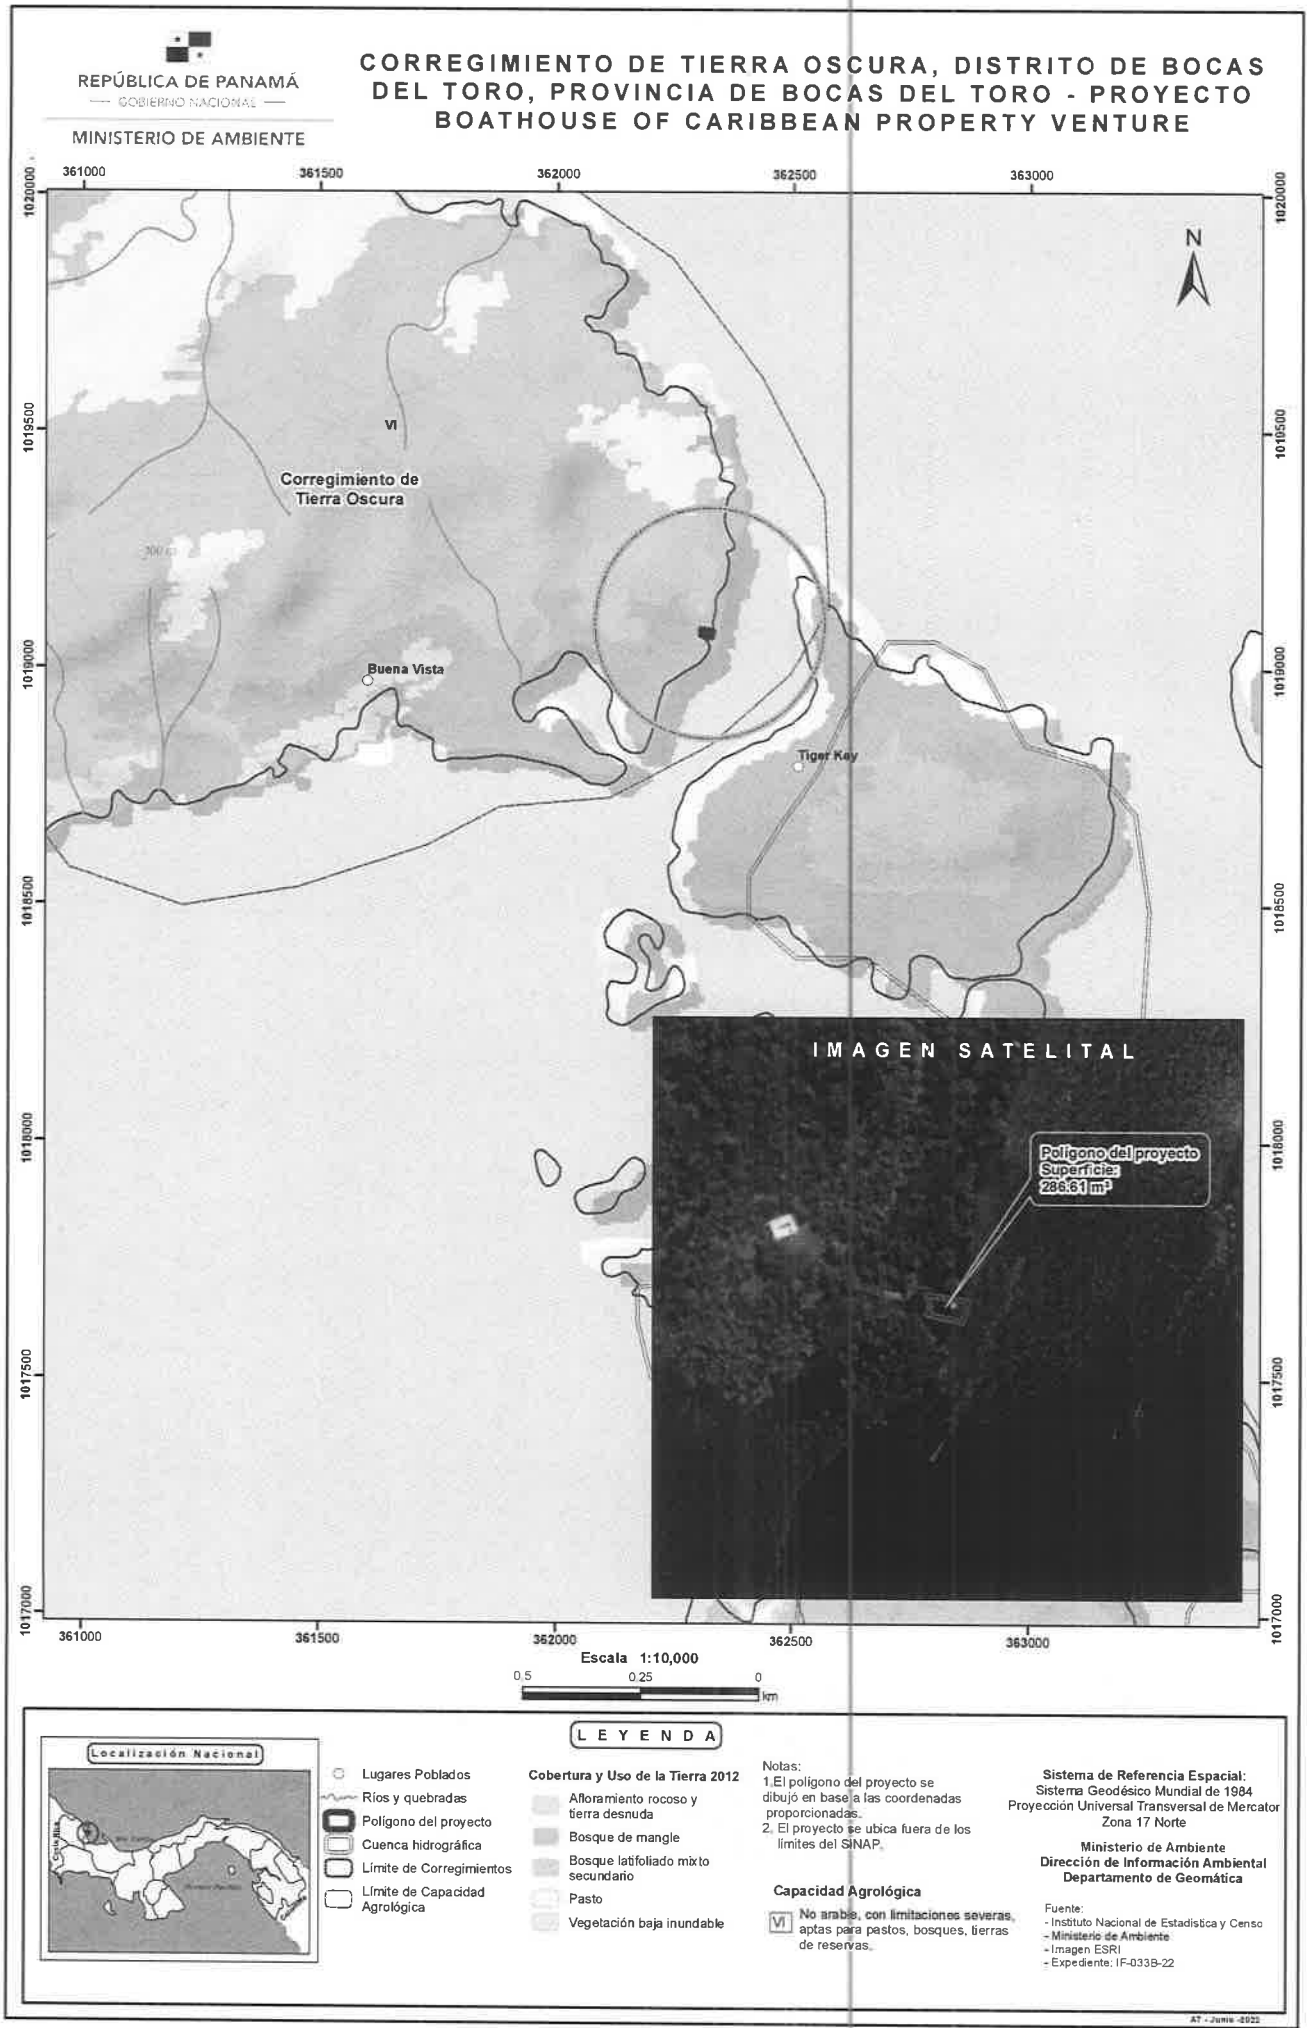 REPÚBLICA DE PANAMÁ
GOBIERNO NACIONAL
MINISTERIO DE AMBIENTE
CORREGIMIENTO DE TIERRA OSCURA, DISTRITO DE BOCAS
DEL TORO, PROVINCIA DE BOCAS DEL TORO - PROYECTO
BOATHOUSE OF CARIBBEAN PROPERTY VENTURE
361000 361500 362000 362500 363000
1020000 1020000
N
1019500 1019500
VI
Corregimiento de
Tierra Oscura
1019000 1019000
Buena Vista
Tiger Key
1018500 1018500
IMAGEN SATELITAL
1018000 1018000
Polígono del proyecto
Superficie:
286.61 m²
1017500 1017500
1017000 1017000
361000 361500 362000 362500 363000
Escala 1:10,000
0.5 0.25 0
km
LEYENDA
Localización Nacional
Costa Rica
Lugares Poblados
Ríos y quebradas
Polígono del proyecto
Cuenca hidrográfica
Límite de Corregimientos
Límite de Capacidad
Agrológica
Cobertura y Uso de la Tierra 2012
Afloramiento rocoso y
tierra desnuda
Bosque de mangle
Bosque latifoliado mixto
secundario
Pasto
Vegetación baja inundable
Notas:
1.El polígono del proyecto se
dibujó en base a las coordenadas
proporcionadas.
2. El proyecto se ubica fuera de los
límites del SINAP.
Capacidad Agrológica
VI No arable, con limitaciones severas,
aptas para pastos, bosques, tierras
de reservas.
Sistema de Referencia Espacial:
Sistema Geodésico Mundial de 1984
Proyección Universal Transversal de Mercator
Zona 17 Norte
Ministerio de Ambiente
Dirección de Información Ambiental
Departamento de Geomática
Fuente:
- Instituto Nacional de Estadística y Censo
- Ministerio de Ambiente
- Imagen ESRI
- Expediente: IF-033B-22
AT - Junio -2022